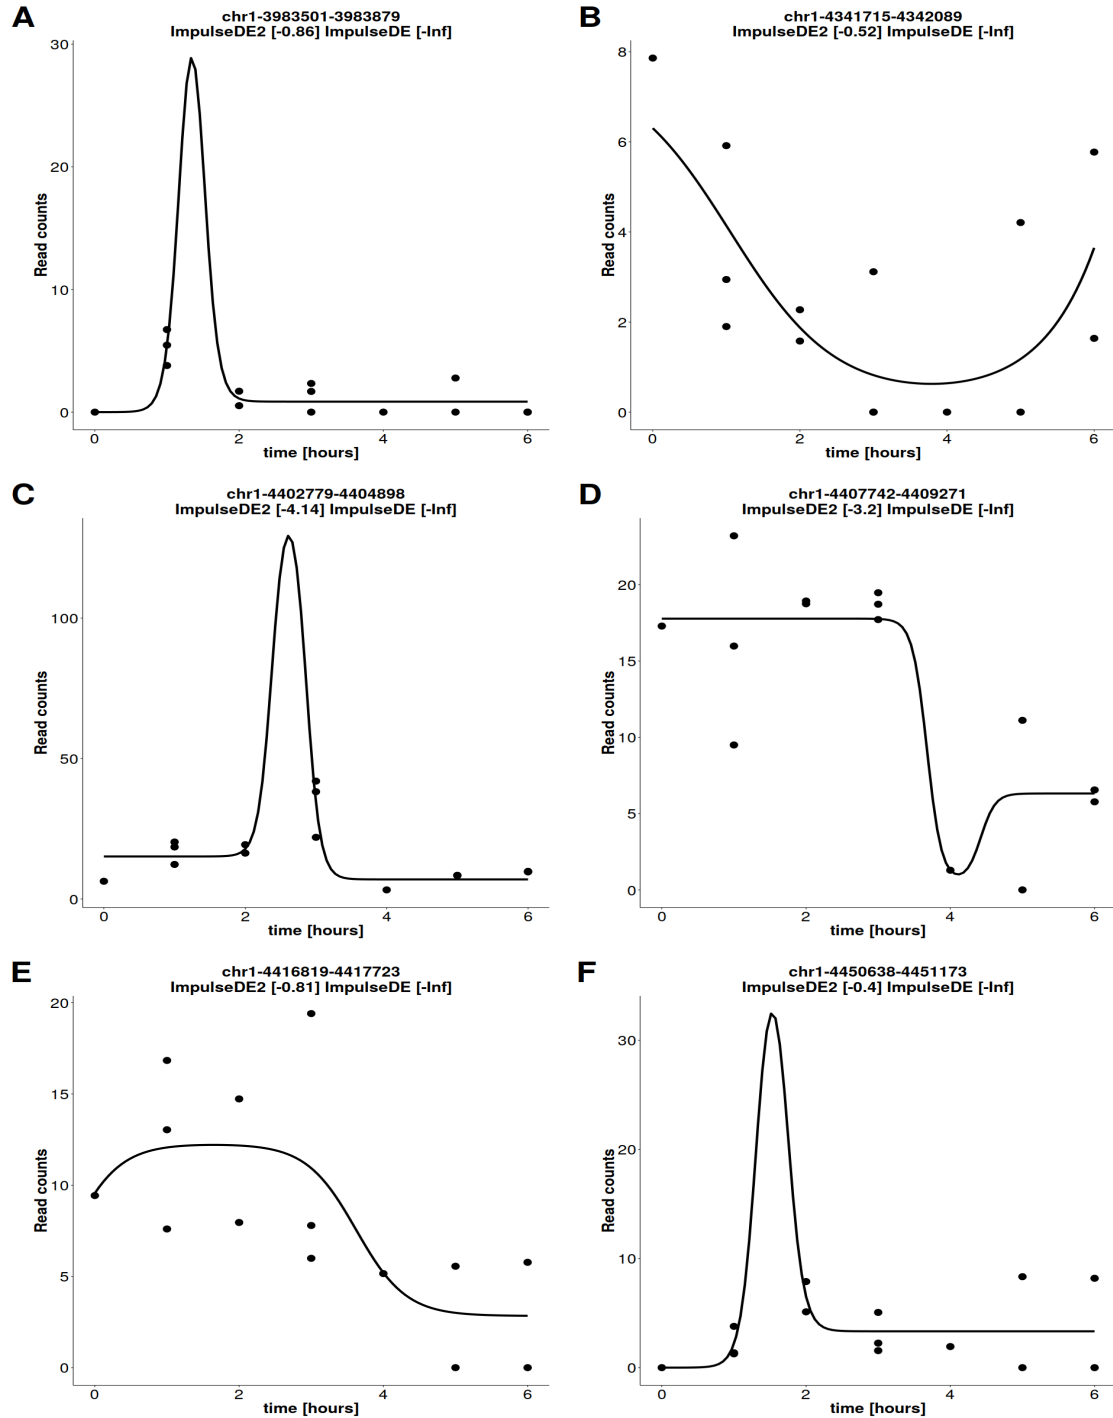 A
chr1-3983501-3983879
ImpulseDE2 [-0.86] ImpulseDE [-Inf]
30
20
10
0
Read counts
0 2 4 6
time [hours]
B
chr1-4341715-4342089
ImpulseDE2 [-0.52] ImpulseDE [-Inf]
8
6
4
2
0
Read counts
0 2 4 6
time [hours]
C
chr1-4402779-4404898
ImpulseDE2 [-4.14] ImpulseDE [-Inf]
100
50
0
Read counts
0 2 4 6
time [hours]
D
chr1-4407742-4409271
ImpulseDE2 [-3.2] ImpulseDE [-Inf]
20
15
10
5
0
Read counts
0 2 4 6
time [hours]
E
chr1-4416819-4417723
ImpulseDE2 [-0.81] ImpulseDE [-Inf]
20
15
10
5
0
Read counts
0 2 4 6
time [hours]
F
chr1-4450638-4451173
ImpulseDE2 [-0.4] ImpulseDE [-Inf]
30
20
10
0
Read counts
0 2 4 6
time [hours]